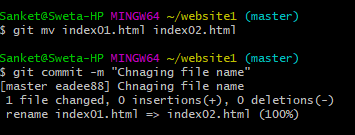 Sanket@Sweta-HP MINGW64 ~/website1 (master)
$ git mv index01.html index02.html
Sanket@Sweta-HP MINGW64 ~/website1 (master)
$ git commit -m "Chnaging file name"
[master eadee88] Chnaging file name
1 file changed, 0 insertions(+), 0 deletions(-)
rename index01.html => index02.html (100%)